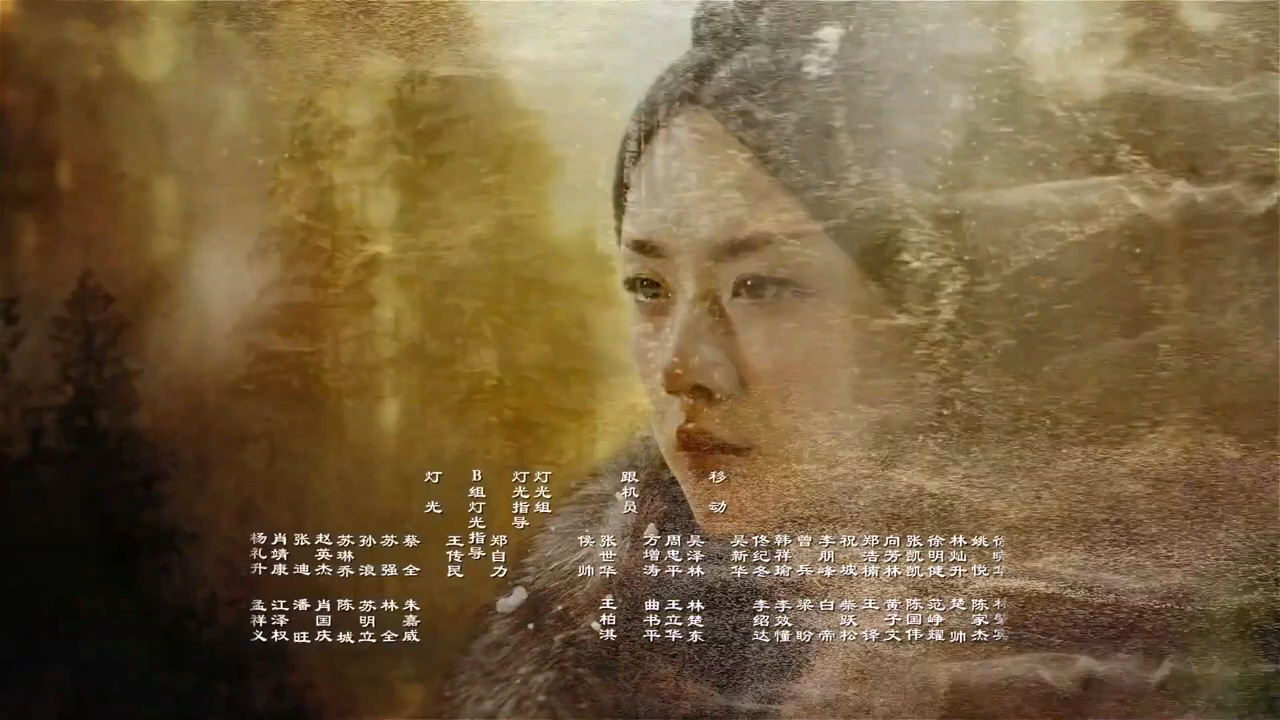 移动
跟机员
灯光组
灯光指导
B组灯光指导
灯光
姚悦
林灿升
徐明健
张凯凯
向芳林
郑浩楠
祝坡
李朋峰
曾兵
韩祥瑜
佟纪冬
吴新华
吴泽林
周忠平
方增涛
张世华
侯帅
郑自力
王传民
蔡全
苏强
孙浪
苏琳乔
赵英杰
张迪
肖靖康
杨礼升
陈家杰
楚帅
范峥耀
陈国伟
黄子文
王铎
柴跃松
白帝
梁盼
李效憧
李绍达
林楚东
王立华
曲书平
王柏淇
朱嘉威
林全
苏明立
陈城
肖国庆
潘旺
江泽权
孟祥义